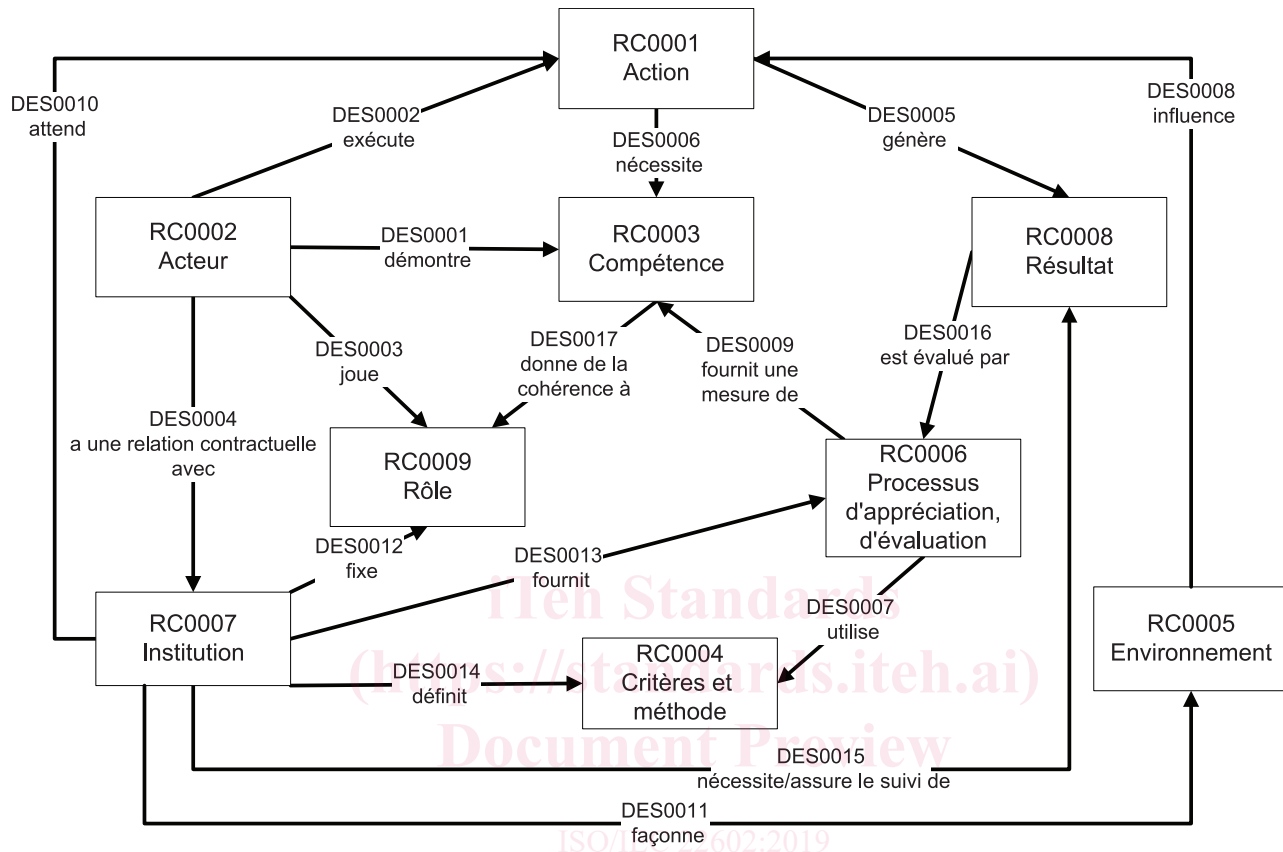 RC0001
Action
DES0010
attend
DES0002
exécute
DES0006
nécessite
DES0005
génère
DES0008
influence
RC0002
Acteur
DES0001
démontre
RC0003
Compétence
RC0008
Résultat
DES0003
joue
DES0017
donne de la
cohérence à
DES0009
fournit une
mesure de
DES0016
est évalué par
DES0004
a une relation contractuelle
avec
RC0009
Rôle
RC0006
Processus
d'appréciation,
d'évaluation
DES0012
fixe
DES0013
fournit
DES0007
utilise
RC0007
Institution
RC0005
Environnement
DES0014
définit
RC0004
Critères et
méthode
iTeh Standards
(https://standards.iteh.ai)
Document Preview
DES0015
nécessite/assure le suivi de
DES0011
façonne
ISO/IEC 22602:2019